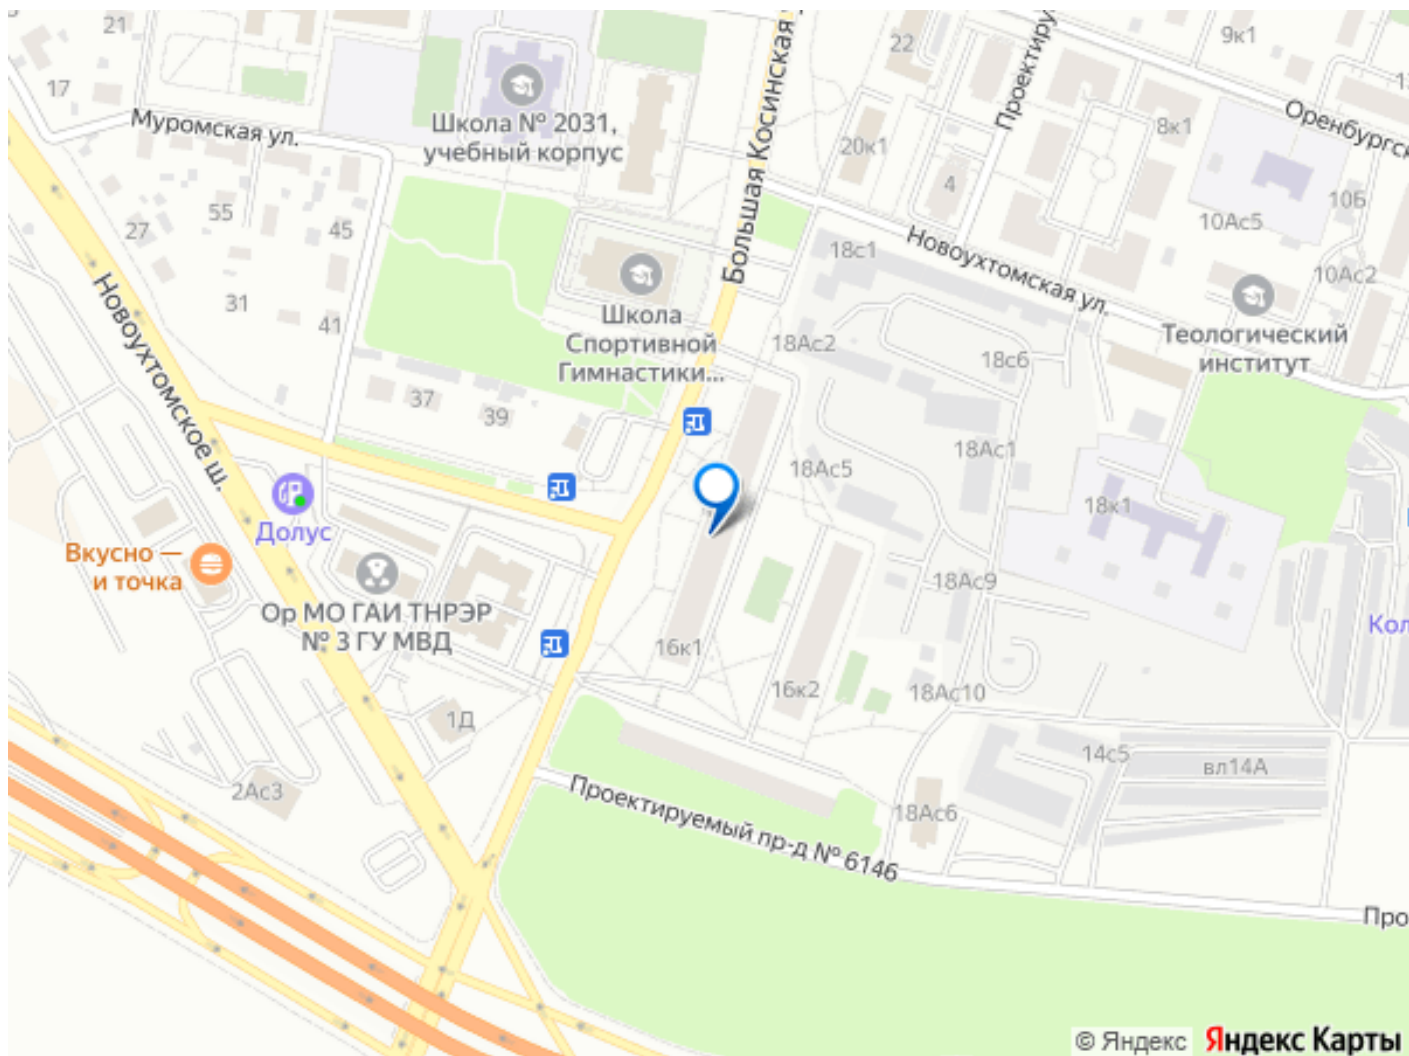 21
17
Муромская ул.
Школа № 2031,
учебный корпус
Большая Косинская
22
9к1
Проектиру
Оренбургск
8к1
20к1
4
10Б
10Ас5
10Ас2
55
27
45
31
41
Новоухтомское ш.
Школа
Спортивной
Гимнастики...
18с1
Новоухтомская ул.
18Ас2
18с6
Теологический
институт
37
39
18Ас1
18Ас5
18к1
Долус
Вкусно —
и точка
Ор МО ГАИ ТНРЭР
№ 3 ГУ МВД
18Ас9
Кол
16к1
16к2
18Ас10
1Д
14с5
вл14А
2Ас3
18Ас6
Проектируемый пр-д № 6146
Про
© Яндекс Яндекс Карты